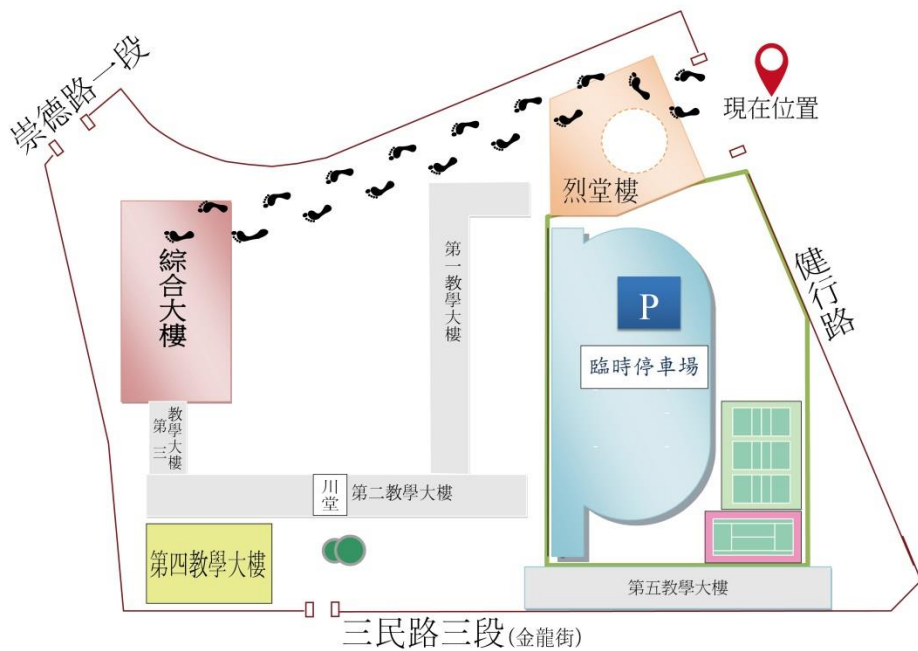 崇德路一段
現在位置
烈堂樓
綜合大樓
第一教學大樓
健行路
P
臨時停車場
第三
教學大樓
川堂
第二教學大樓
第四教學大樓
第五教學大樓
三民路三段(金龍街)